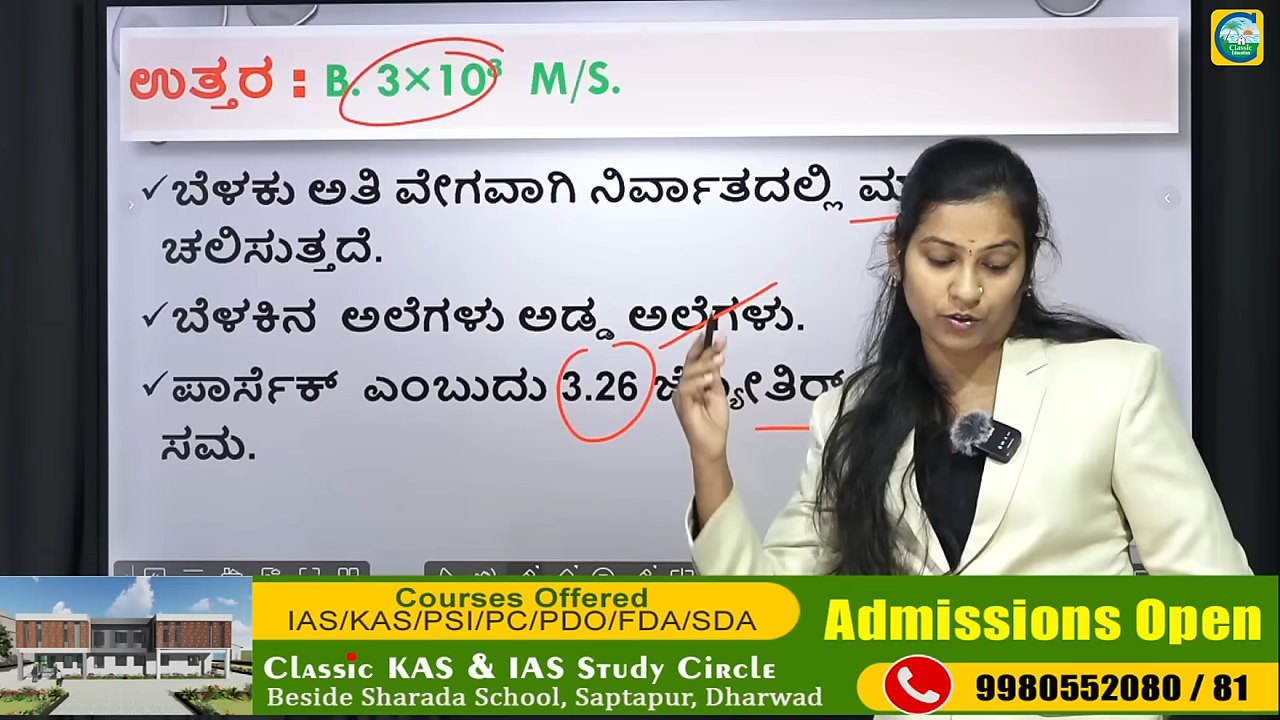 ಉತ್ತರ : B. 3×10⁸ M/S.
✓ಬೆಳಕು ಅತಿ ವೇಗವಾಗಿ ನಿರ್ವಾತದಲ್ಲಿ
ಚಲಿಸುತ್ತದೆ.
✓ಬೆಳಕಿನ ಅಲೆಗಳು ಅಡ್ಡ ಅಲೆಗಳು.
✓ಪಾರ್ಸೆಕ್ ಎಂಬುದು 3.26
ಸಮ.
Classic
Education
Courses Offered
IAS/KAS/PSI/PC/PDO/FDA/SDA
Classic KAS & IAS Study Circle
Beside Sharada School, Saptapur, Dharwad
Admissions Open
9980552080 / 81